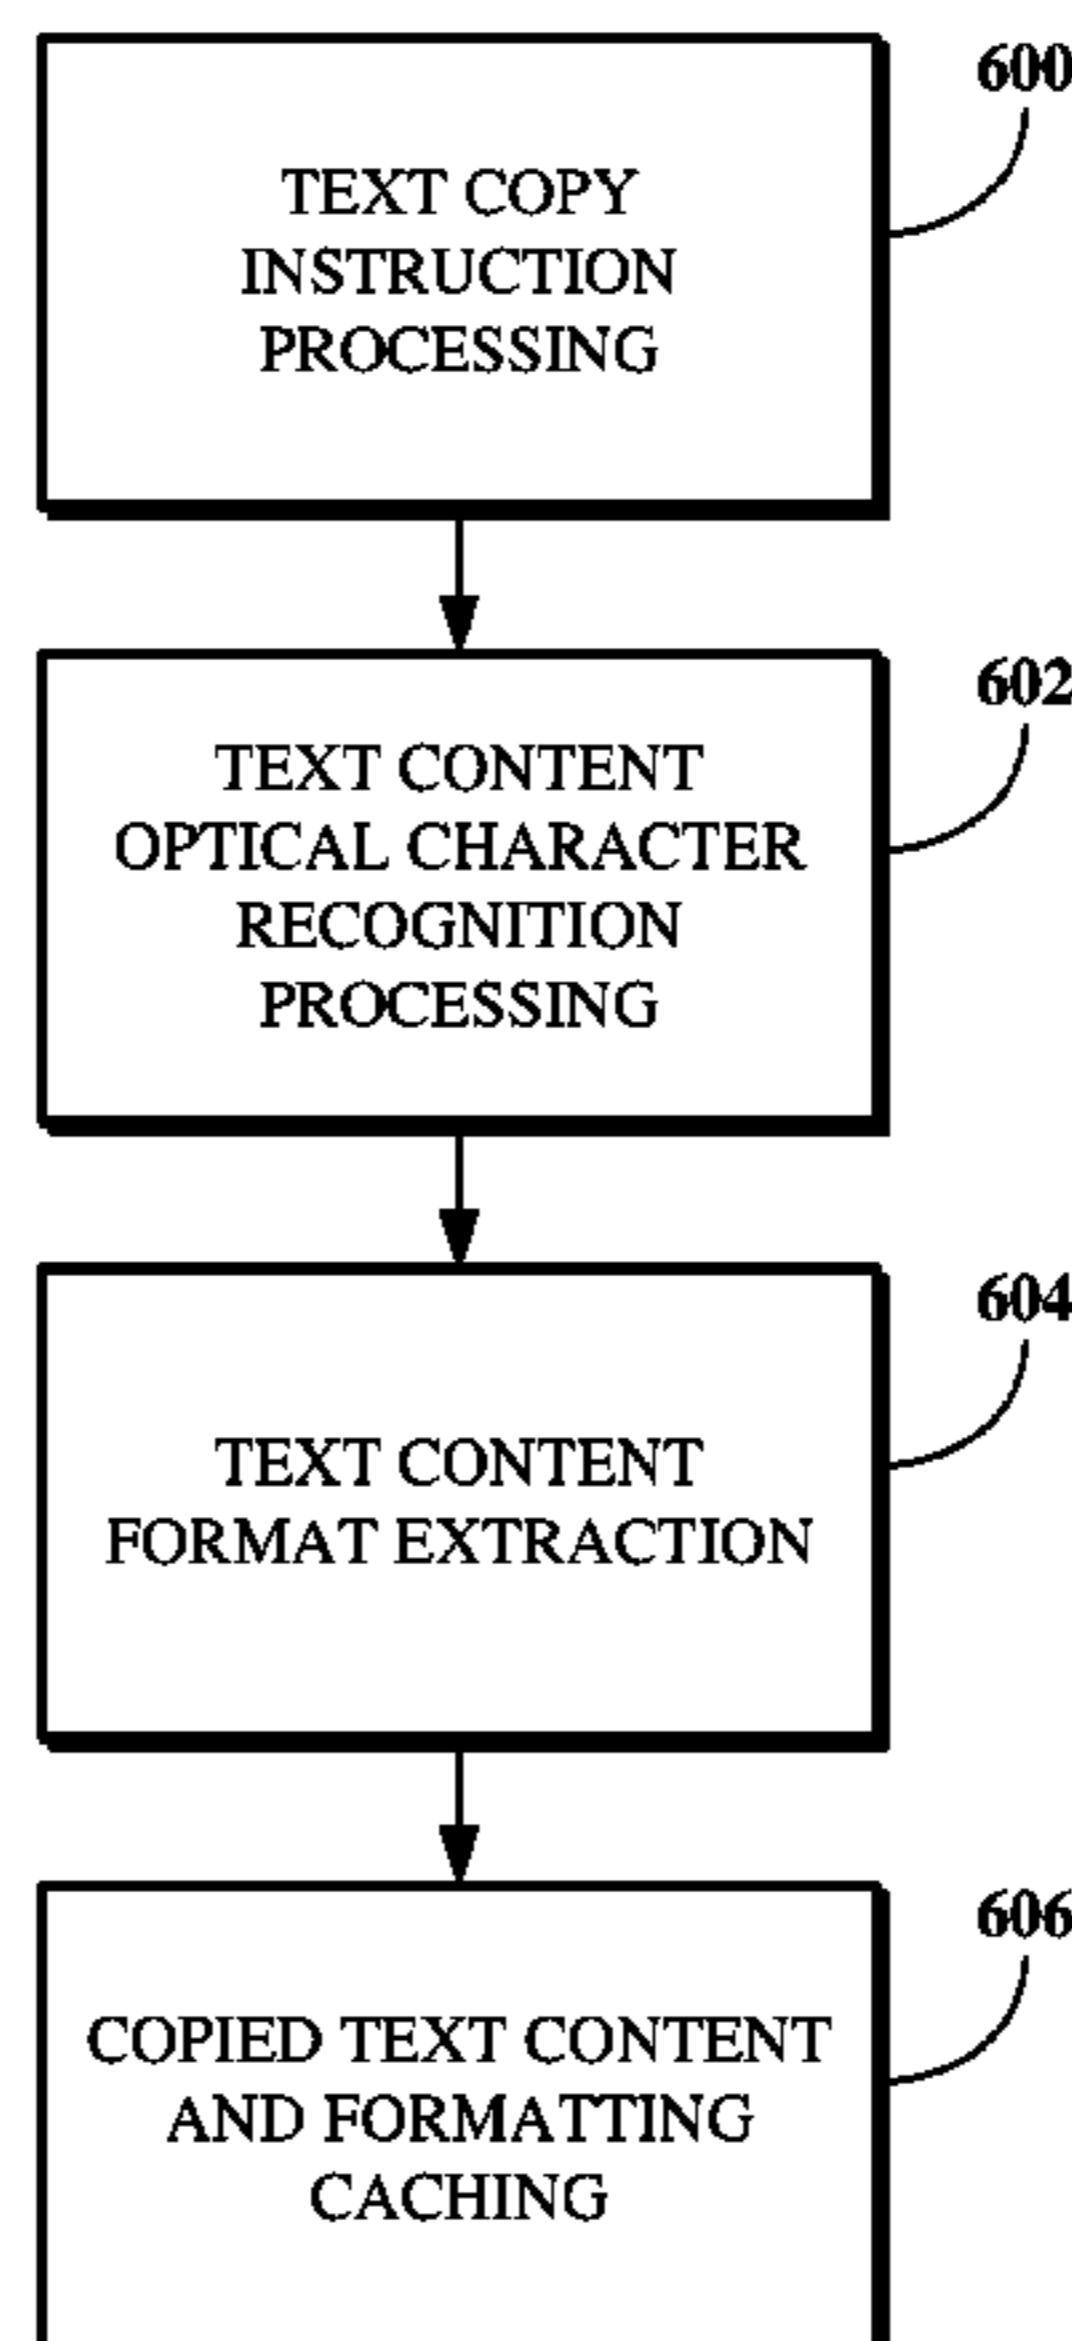 600
TEXT COPY
INSTRUCTION
PROCESSING
602
TEXT CONTENT
OPTICAL CHARACTER
RECOGNITION
PROCESSING
604
TEXT CONTENT
FORMAT EXTRACTION
606
COPIED TEXT CONTENT
AND FORMATTING
CACHING